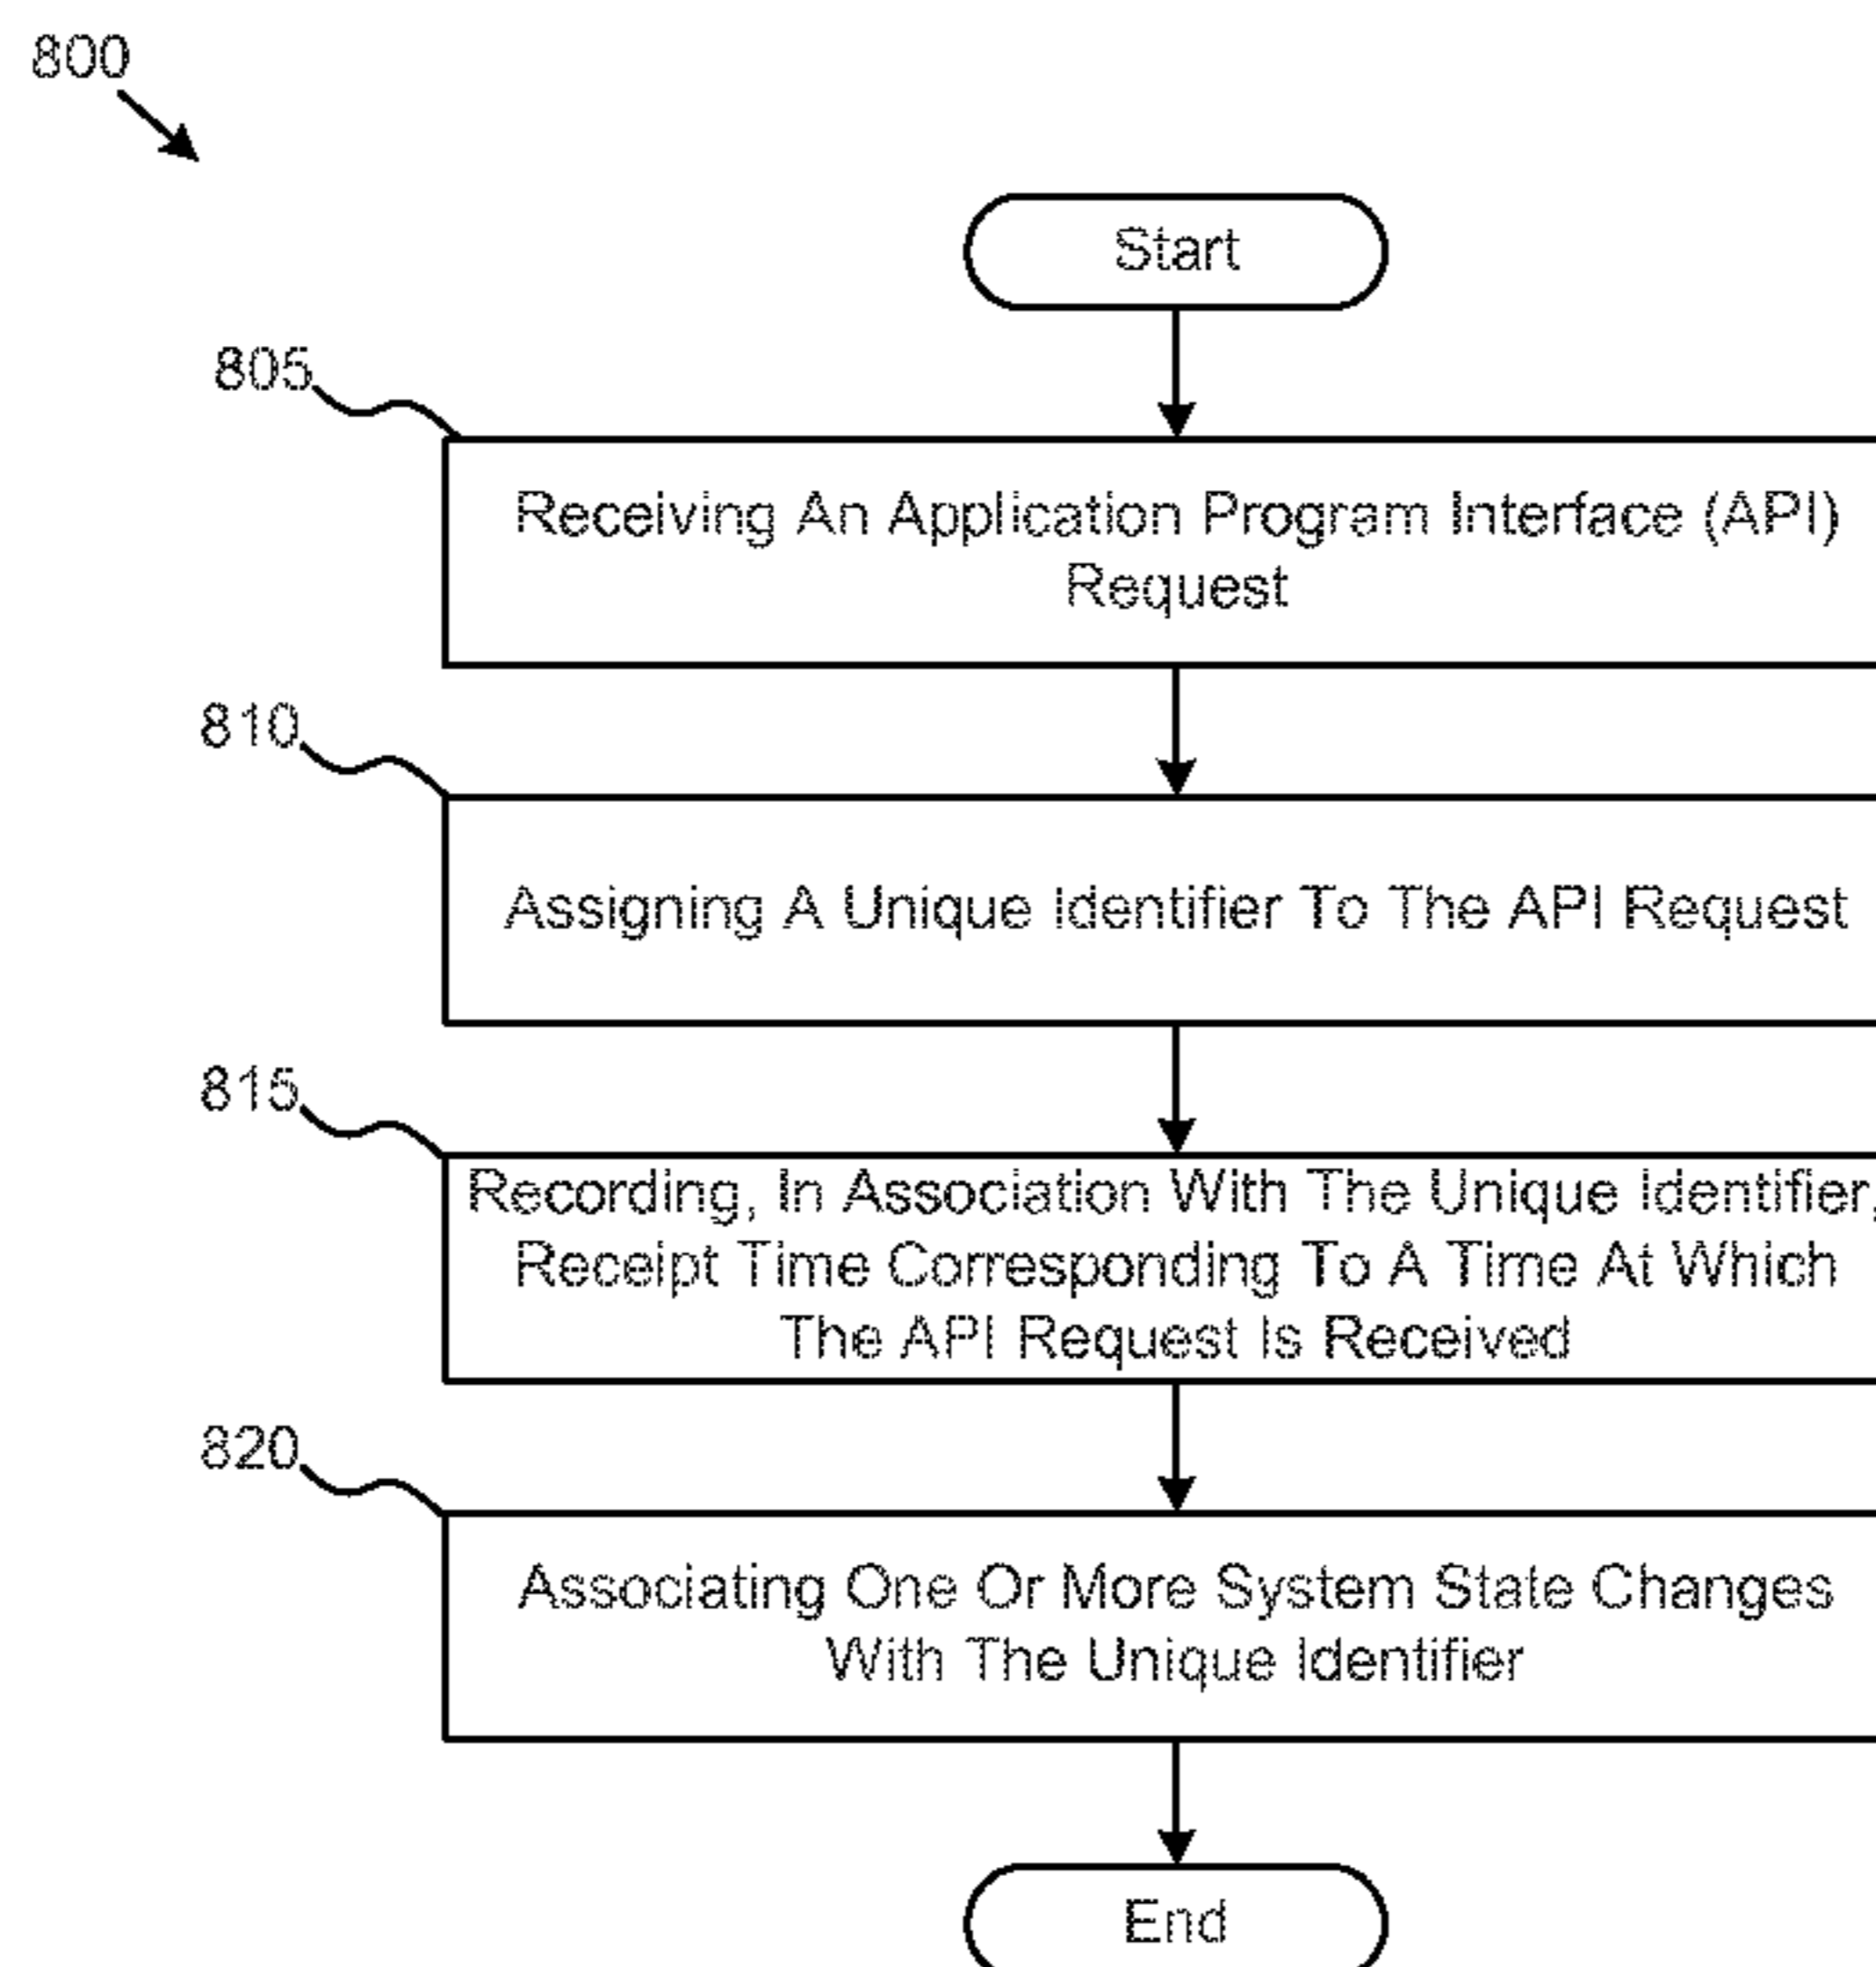 800
Start
805
Receiving An Application Program Interface (API)
Request
810
Assigning A Unique Identifier To The API Request
815
Recording, In Association With The Unique Identifier,
Receipt Time Corresponding To A Time At Which
The API Request Is Received
820
Associating One Or More System State Changes
With The Unique Identifier
End